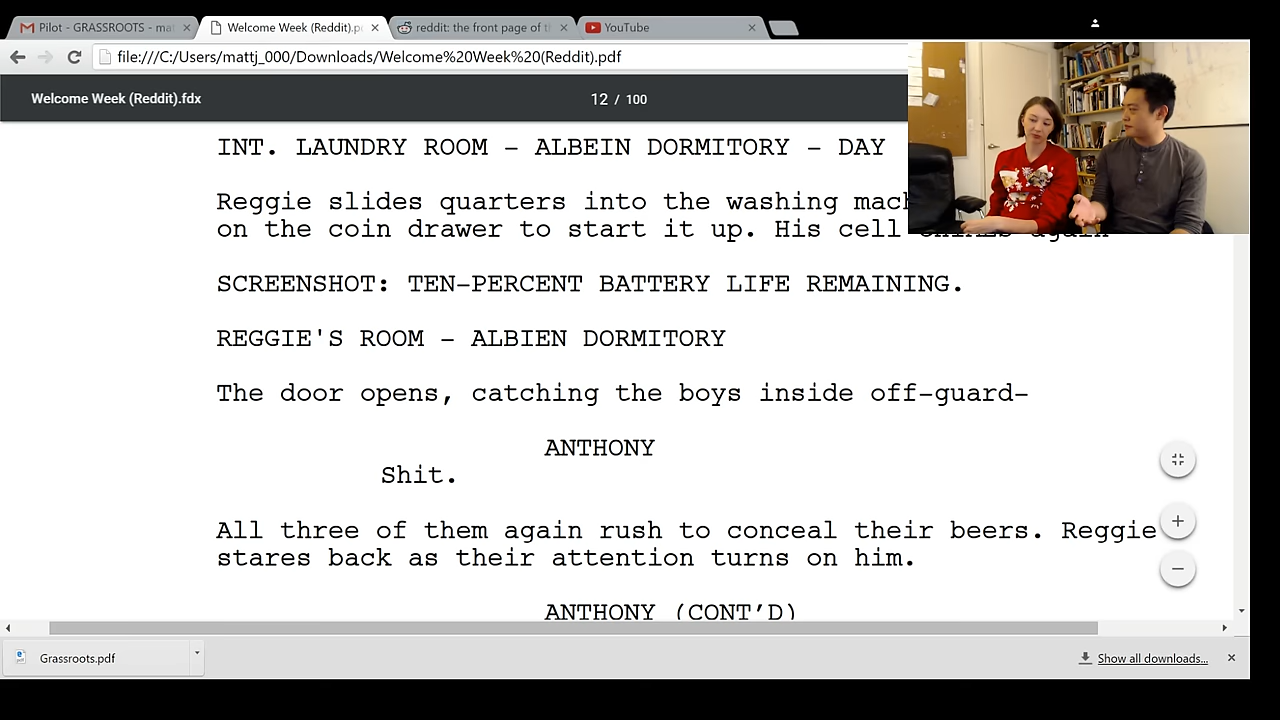 Pilot - GRASSROOTS - ma
Welcome Week (Reddit).p
reddit: the front page of t
YouTube
file:///C:/Users/mattj_000/Downloads/Welcome%20Week%20(Reddit).pdf
Welcome Week (Reddit).fdx
12 / 100
INT. LAUNDRY ROOM - ALBEIN DORMITORY - DAY
Reggie slides quarters into the washing mach
on the coin drawer to start it up. His cell
SCREENSHOT: TEN-PERCENT BATTERY LIFE REMAINING.
REGGIE'S ROOM - ALBIEN DORMITORY
The door opens, catching the boys inside off-guard-
ANTHONY
Shit.
All three of them again rush to conceal their beers. Reggie
stares back as their attention turns on him.
ANTHONY (CONT'D)
Grassroots.pdf
Show all downloads...